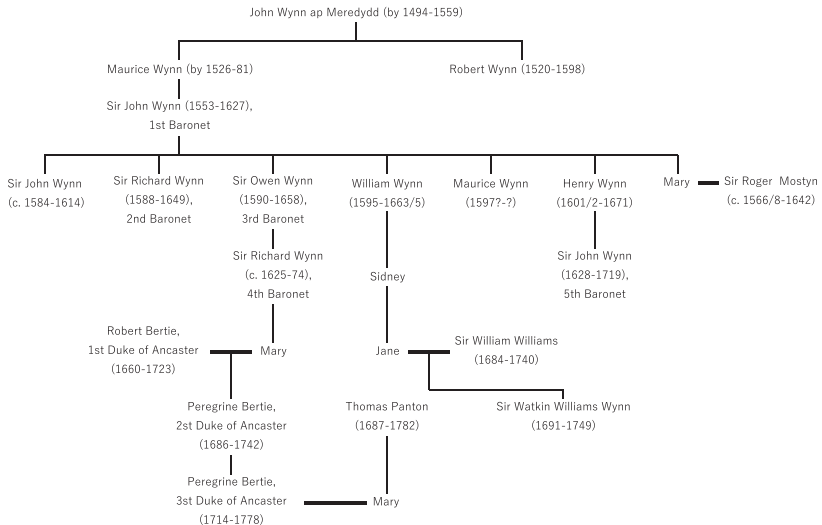 John Wynn ap Meredydd (by 1494-1559)
Maurice Wynn (by 1526-81)
Robert Wynn (1520-1598)
Sir John Wynn (1553-1627),
1st Baronet
Sir John Wynn
(c. 1584-1614)
Sir Richard Wynn
(1588-1649),
2nd Baronet
Sir Owen Wynn
(1590-1658),
3rd Baronet
William Wynn
(1595-1663/5)
Maurice Wynn
(1597?-?)
Henry Wynn
(1601/2-1671)
Mary
Sir Roger Mostyn
(c. 1566/8-1642)
Sir Richard Wynn
(c. 1625-74),
4th Baronet
Sidney
Sir John Wynn
(1628-1719),
5th Baronet
Robert Bertie,
1st Duke of Ancaster
(1660-1723)
Mary
Jane
Sir William Williams
(1684-1740)
Peregrine Bertie,
2st Duke of Ancaster
(1686-1742)
Thomas Panton
(1687-1782)
Sir Watkin Williams Wynn
(1691-1749)
Peregrine Bertie,
3st Duke of Ancaster
(1714-1778)
Mary